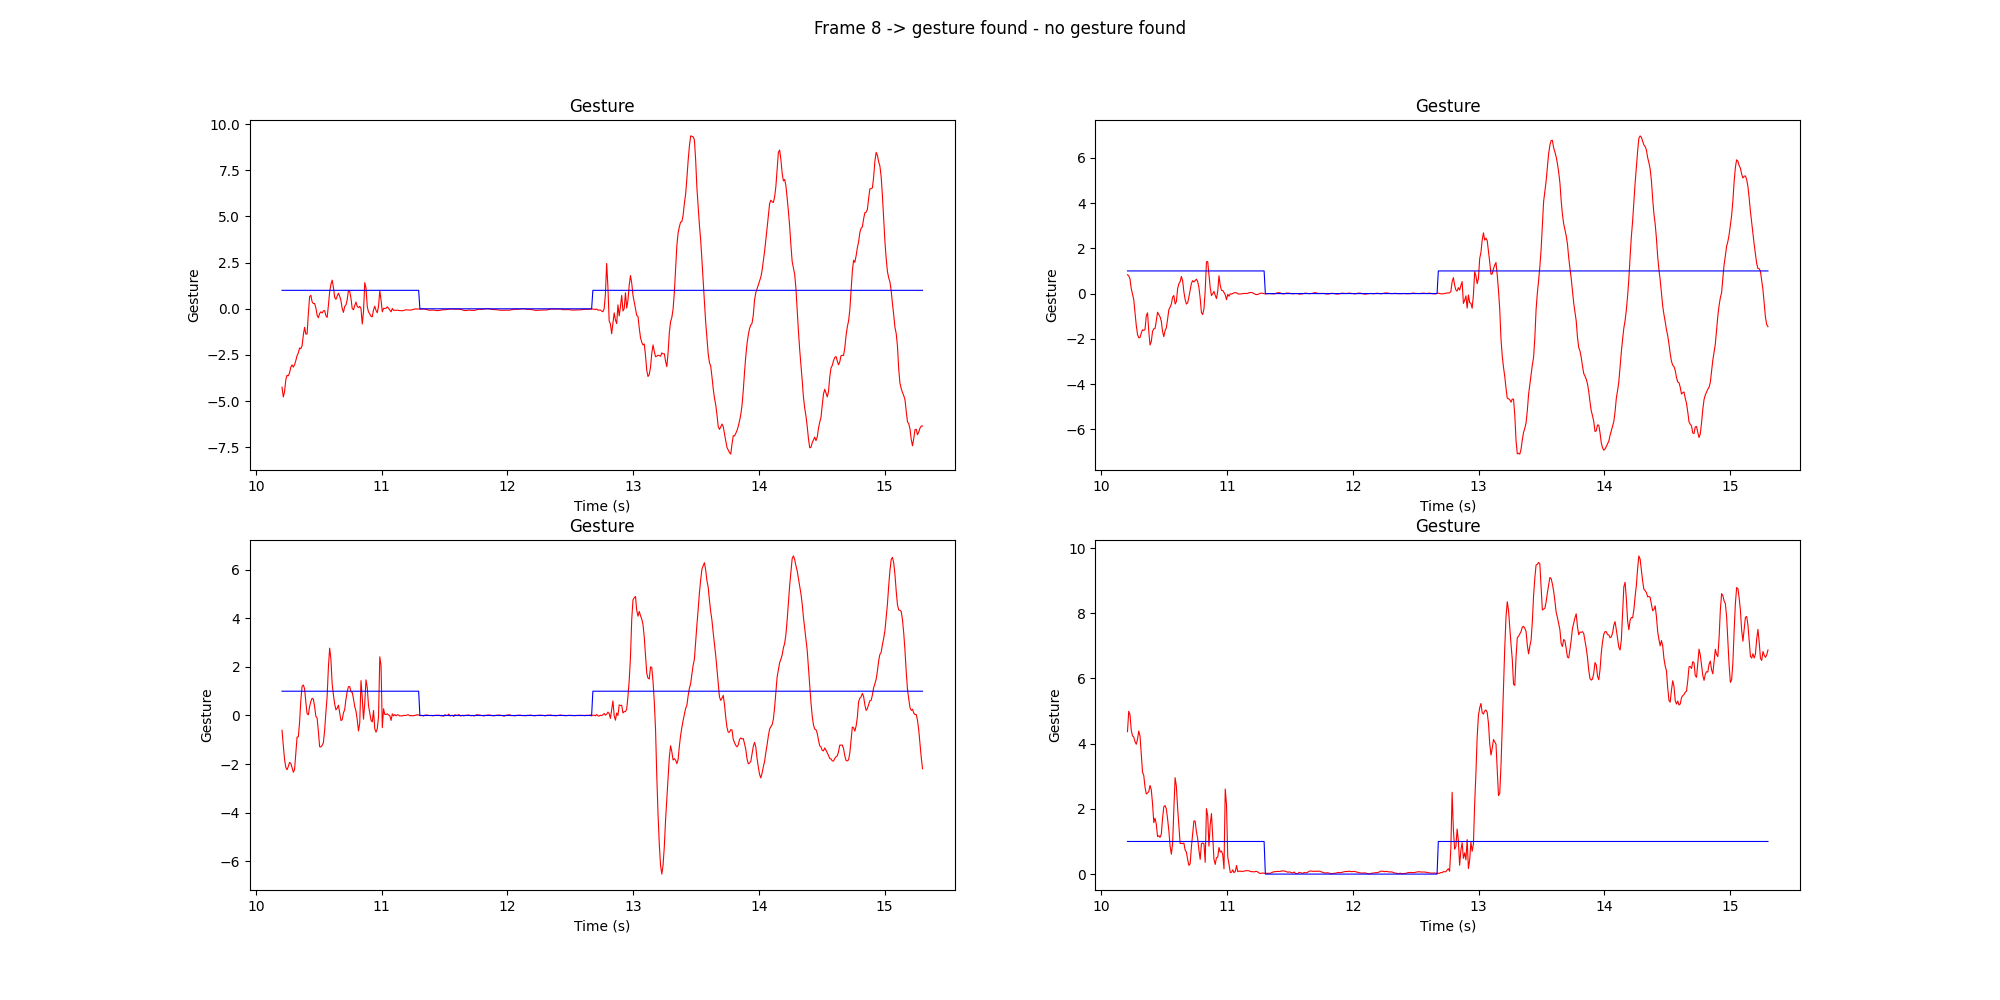 Frame 8 -> gesture found - no gesture found
Gesture
10.0
7.5
5.0
2.5
0.0
−2.5
−5.0
−7.5
Gesture
10 11 12 13 14 15
Time (s)
Gesture
6
4
2
0
−2
−4
−6
Gesture
10 11 12 13 14 15
Time (s)
Gesture
6
4
2
0
−2
−4
−6
Gesture
10 11 12 13 14 15
Time (s)
Gesture
10
8
6
4
2
0
Gesture
10 11 12 13 14 15
Time (s)